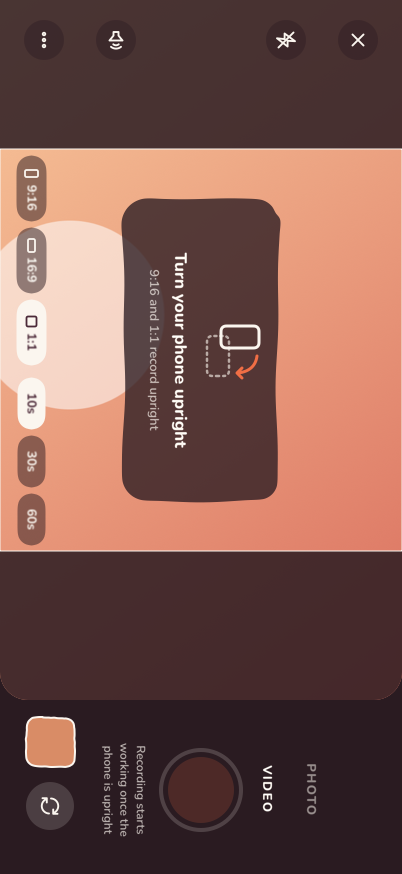 9:16
16:9
1:1
10s
30s
60s
Turn your phone upright
9:16 and 1:1 record upright
PHOTO
VIDEO
Recording starts
working once the
phone is upright